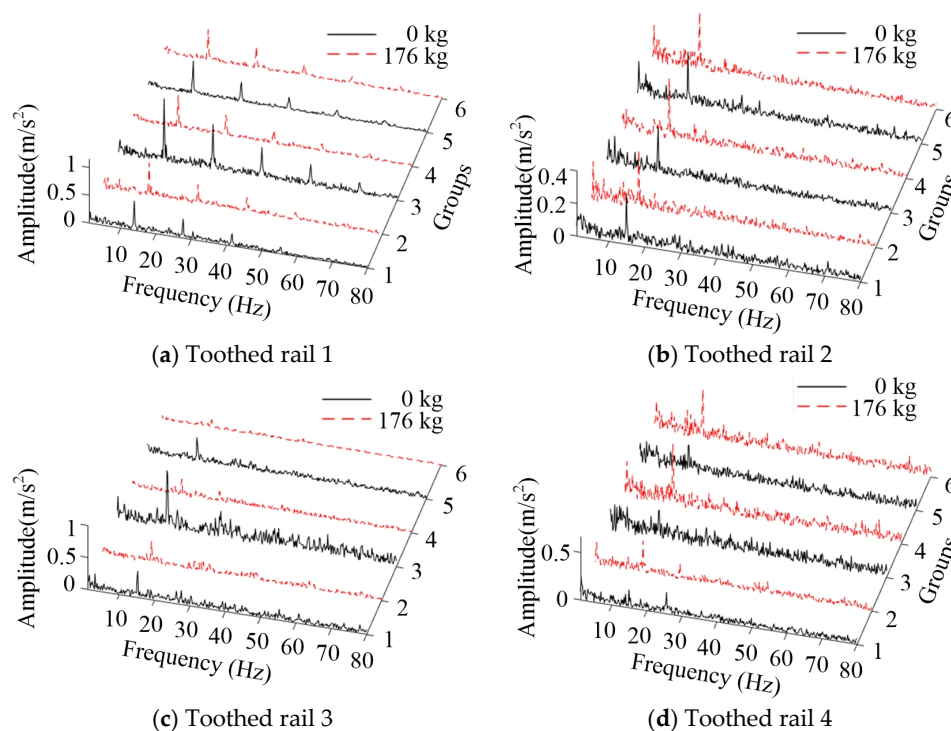 0 kg
176 kg
Amplitude(m/s²)
1
0.5
0
10 20 30 40 50 60 70 80
Frequency (Hz)
1 2 3 4 5 6
Groups
(a) Toothed rail 1
0 kg
176 kg
Amplitude(m/s²)
0.4
0.2
0
10 20 30 40 50 60 70 80
Frequency (Hz)
1 2 3 4 5 6
Groups
(b) Toothed rail 2
0 kg
176 kg
Amplitude(m/s²)
1
0.5
0
10 20 30 40 50 60 70 80
Frequency (Hz)
1 2 3 4 5 6
Groups
(c) Toothed rail 3
0 kg
176 kg
Amplitude(m/s²)
0.5
0
10 20 30 40 50 60 70 80
Frequency (Hz)
1 2 3 4 5 6
Groups
(d) Toothed rail 4